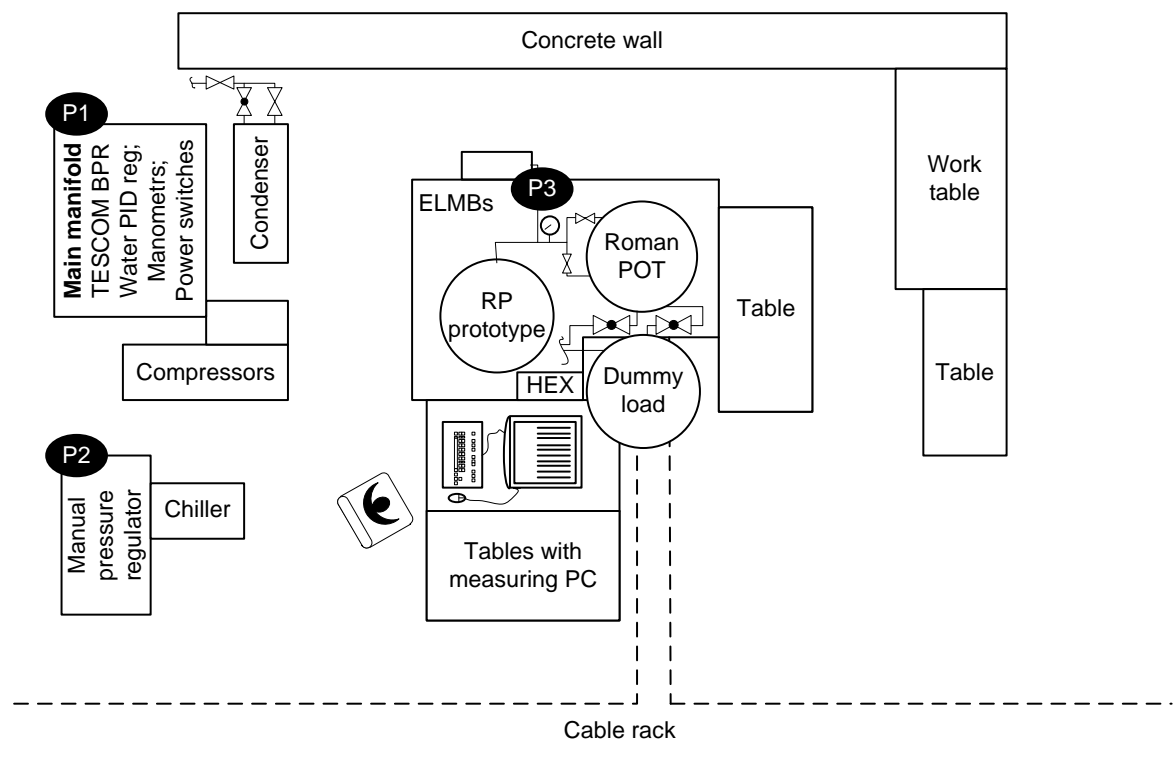 Concrete wall
P1
Main manifold
TESCOM BPR
Water PID reg;
Manometrs;
Power switches
Condenser
Compressors
P3
ELMBs
Roman
POT
RP
prototype
HEX
Dummy
load
Table
Work
table
Table
P2
Manual
pressure
regulator
Chiller
Tables with
measuring PC
Cable rack